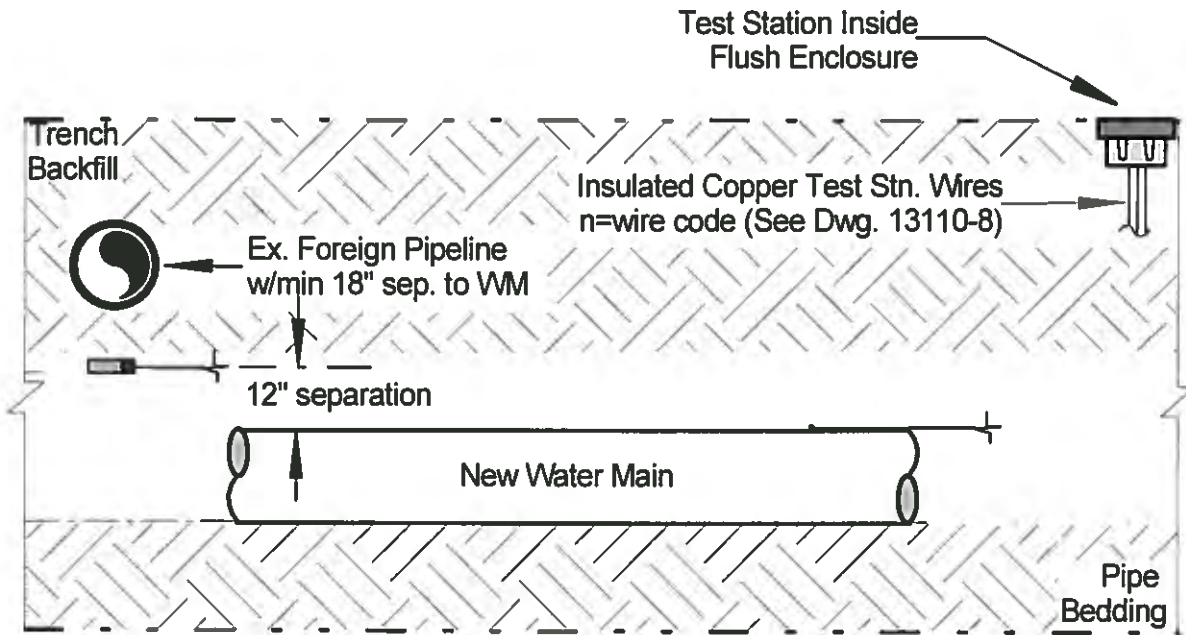 Test Station Inside
Flush Enclosure
Trench
Backfill
Insulated Copper Test Stn. Wires
n=wire code (See Dwg. 13110-8)
Ex. Foreign Pipeline
w/min 18" sep. to WM
12" separation
New Water Main
Pipe
Bedding